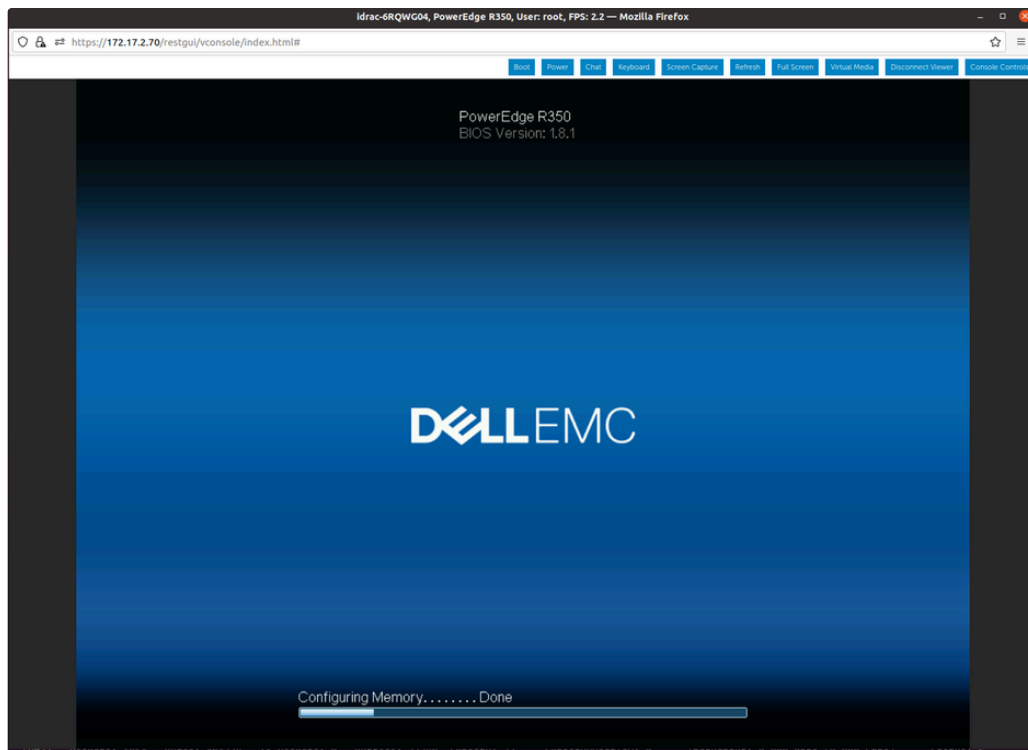 idrac-6RQWG04, PowerEdge R350, User: root, FPS: 2.2 — Mozilla Firefox
https://172.17.2.70/restgui/vconsole/index.html#
Boot Power Chat Keyboard Screen Capture Refresh Full Screen Virtual Media Disconnect Viewer Console Controls
PowerEdge R350
BIOS Version: 1.8.1
DELLEMC
Configuring Memory........Done